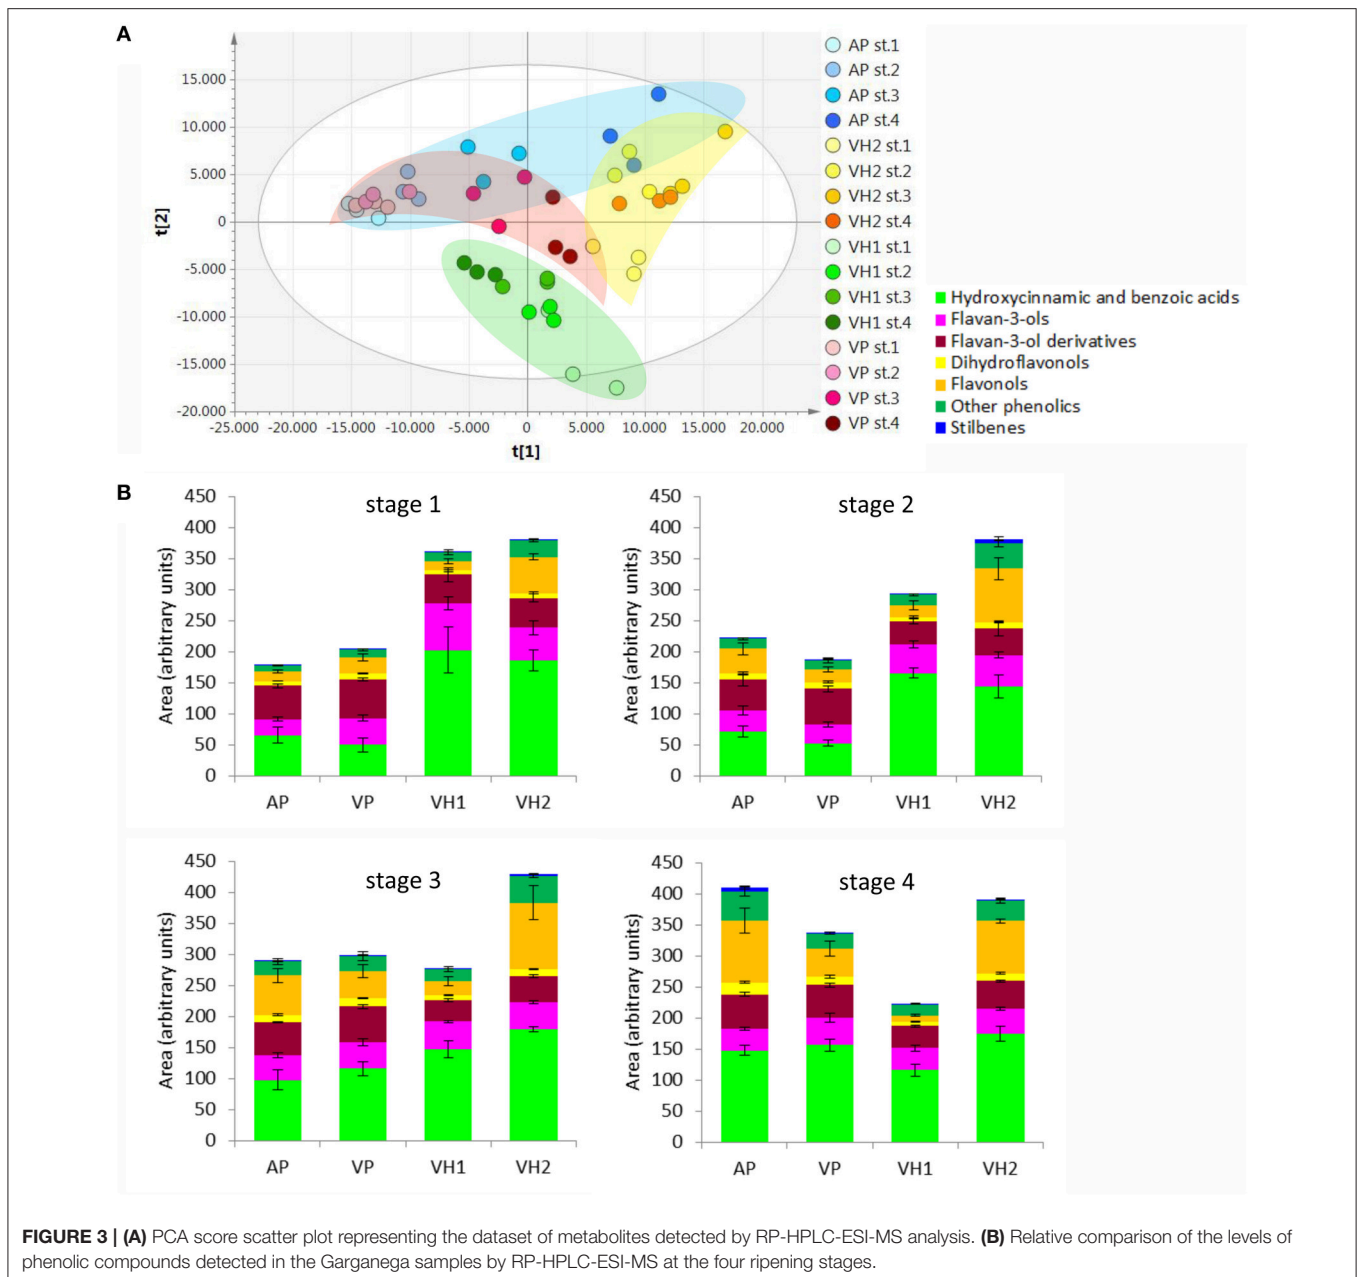 A
15.000
10.000
5.000
0
-5.000
-10.000
-15.000
-20.000
t[2]
-25.000 -20.000 -15.000 -10.000 -5.000 0 5.000 10.000 15.000 20.000
t[1]
AP st.1
AP st.2
AP st.3
AP st.4
VH2 st.1
VH2 st.2
VH2 st.3
VH2 st.4
VH1 st.1
VH1 st.2
VH1 st.3
VH1 st.4
VP st.1
VP st.2
VP st.3
VP st.4
Hydroxycinnamic and benzoic acids
Flavan-3-ols
Flavan-3-ol derivatives
Dihydroflavonols
Flavonols
Other phenolics
Stilbenes
B
stage 1
Area (arbitrary units)
450
400
350
300
250
200
150
100
50
0
AP VP VH1 VH2
stage 2
Area (arbitrary units)
450
400
350
300
250
200
150
100
50
0
AP VP VH1 VH2
stage 3
Area (arbitrary units)
450
400
350
300
250
200
150
100
50
0
AP VP VH1 VH2
stage 4
Area (arbitrary units)
450
400
350
300
250
200
150
100
50
0
AP VP VH1 VH2
FIGURE 3 | (A) PCA score scatter plot representing the dataset of metabolites detected by RP-HPLC-ESI-MS analysis. (B) Relative comparison of the levels of
phenolic compounds detected in the Garganega samples by RP-HPLC-ESI-MS at the four ripening stages.